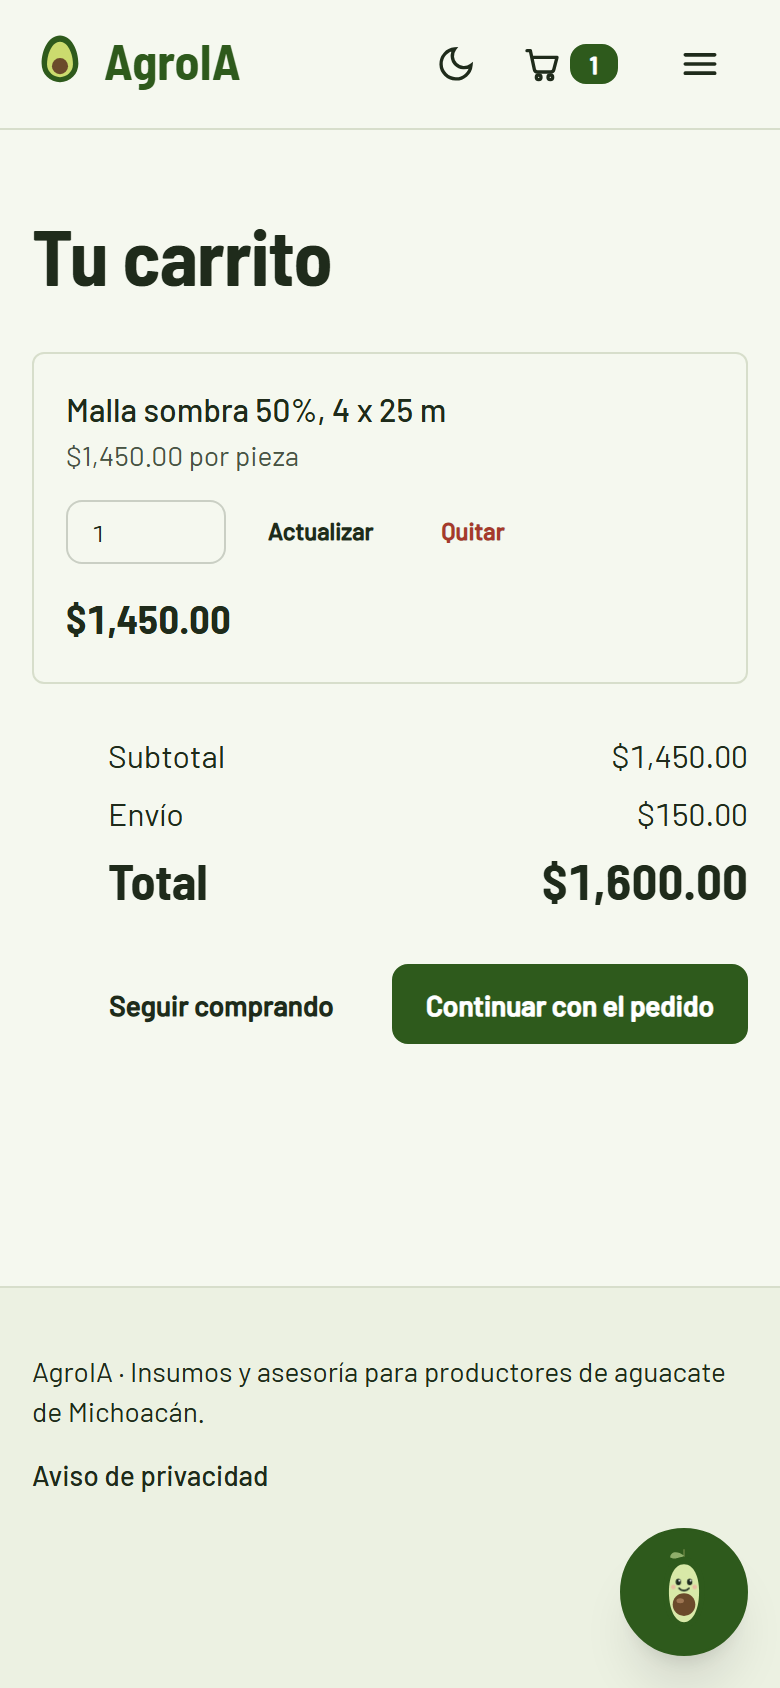 AgroIA
1
Tu carrito
Malla sombra 50%, 4 x 25 m
$1,450.00 por pieza
1 Actualizar Quitar
$1,450.00
Subtotal $1,450.00
Envío $150.00
Total $1,600.00
Seguir comprando Continuar con el pedido
AgroIA · Insumos y asesoría para productores de aguacate
de Michoacán.
Aviso de privacidad